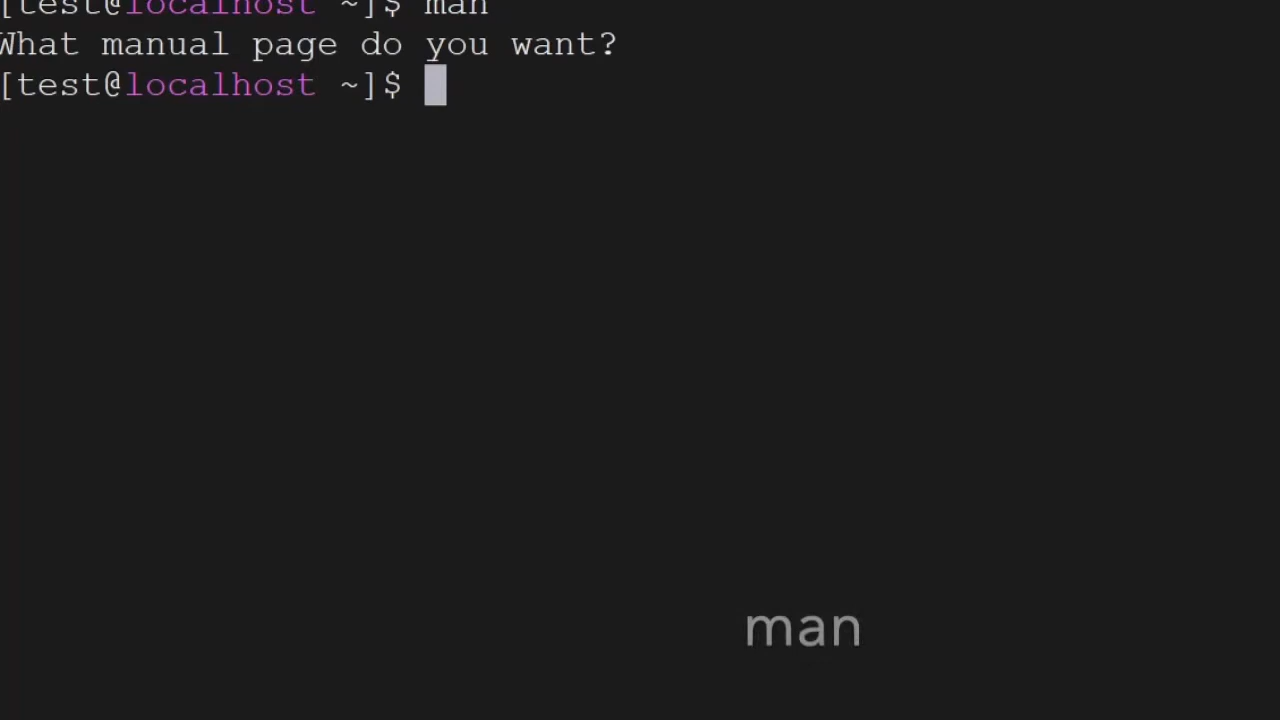 [test@localhost ~]$ man
What manual page do you want?
[test@localhost ~]$
man